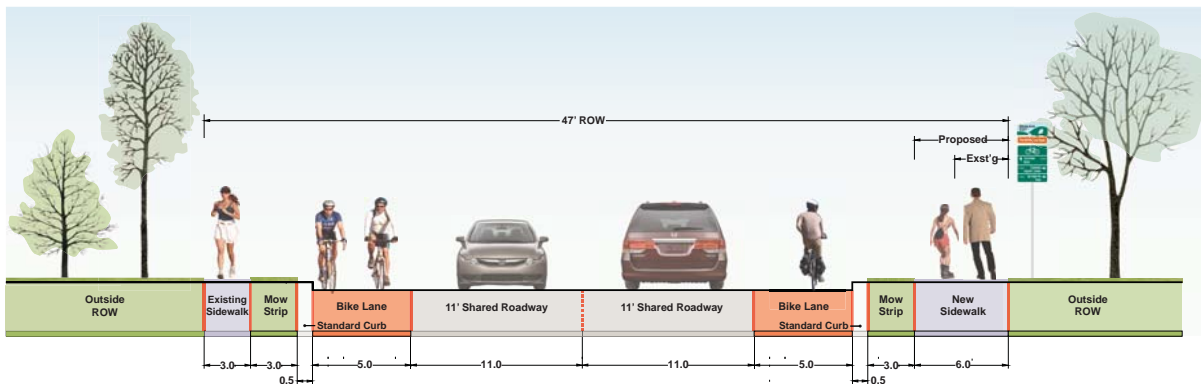 47' ROW
Proposed
Exst'g
Outside
ROW
Existing
Sidewalk
Mow
Strip
Bike Lane
11' Shared Roadway
11' Shared Roadway
Bike Lane
Mow
Strip
New
Sidewalk
Outside
ROW
Standard Curb
Standard Curb
3.0
3.0
5.0
11.0
11.0
5.0
3.0
6.0
0.5
0.5